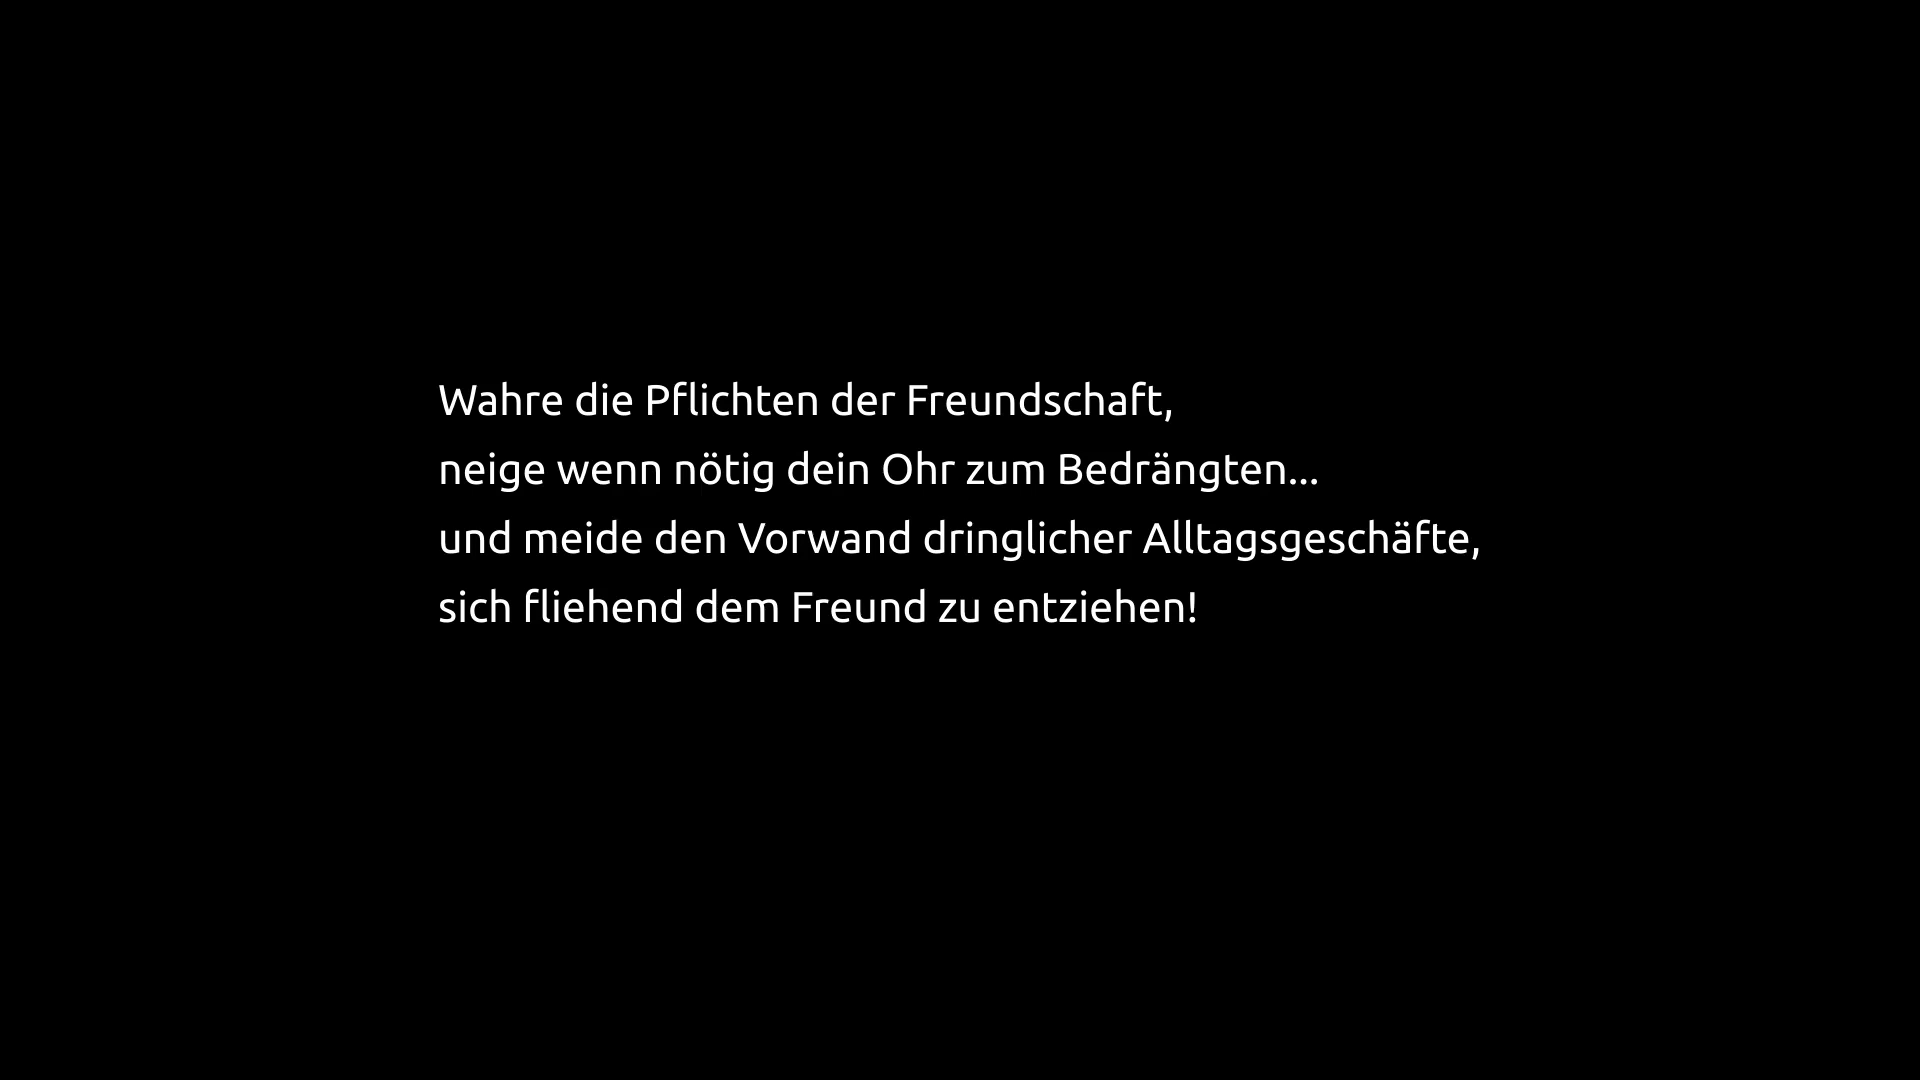 Wahre die Pflichten der Freundschaft,
neige wenn nötig dein Ohr zum Bedrängten...
und meide den Vorwand dringlicher Alltagsgeschäfte,
sich fliehend dem Freund zu entziehen!